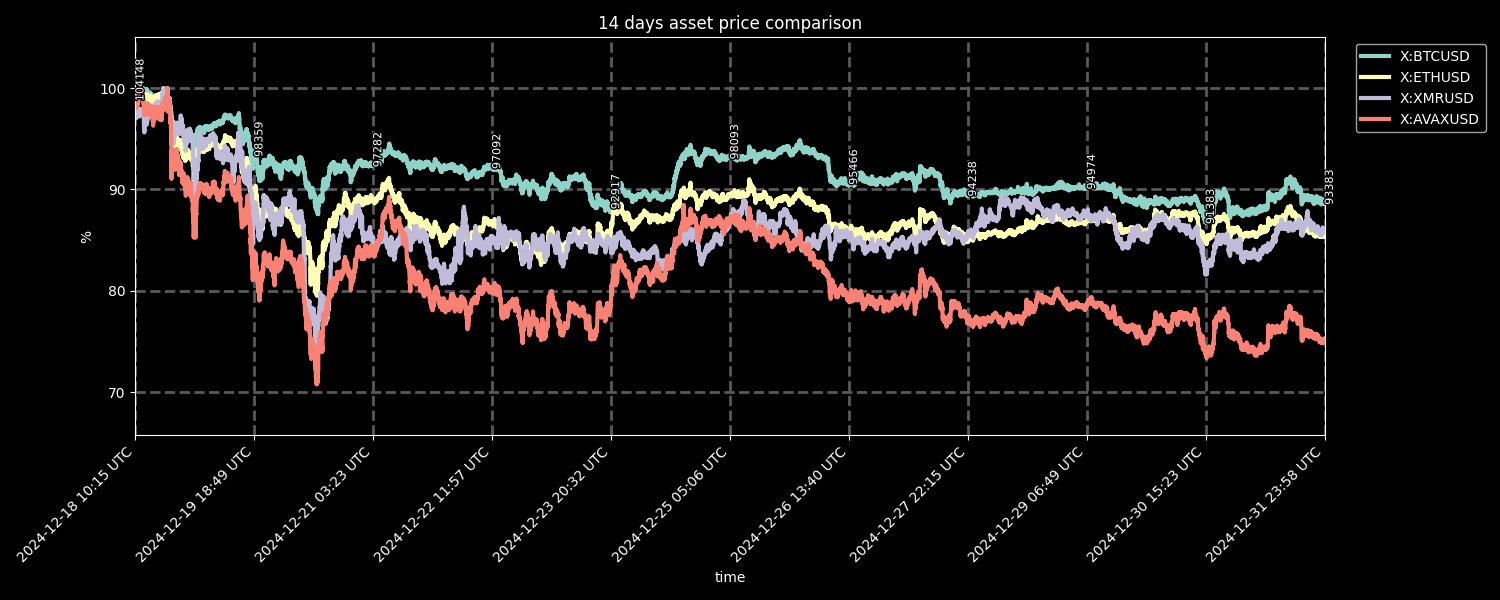 14 days asset price comparison
X:BTCUSD
X:ETHUSD
X:XMRUSD
X:AVAXUSD
100
90
80
70
%
104148
98359
97282
97092
92917
98093
95466
94238
94974
91383
93383
2024-12-18 10:15 UTC
2024-12-19 18:49 UTC
2024-12-21 03:23 UTC
2024-12-22 11:57 UTC
2024-12-23 20:32 UTC
2024-12-25 05:06 UTC
2024-12-26 13:40 UTC
2024-12-27 22:15 UTC
2024-12-29 06:49 UTC
2024-12-30 15:23 UTC
2024-12-31 23:58 UTC
time